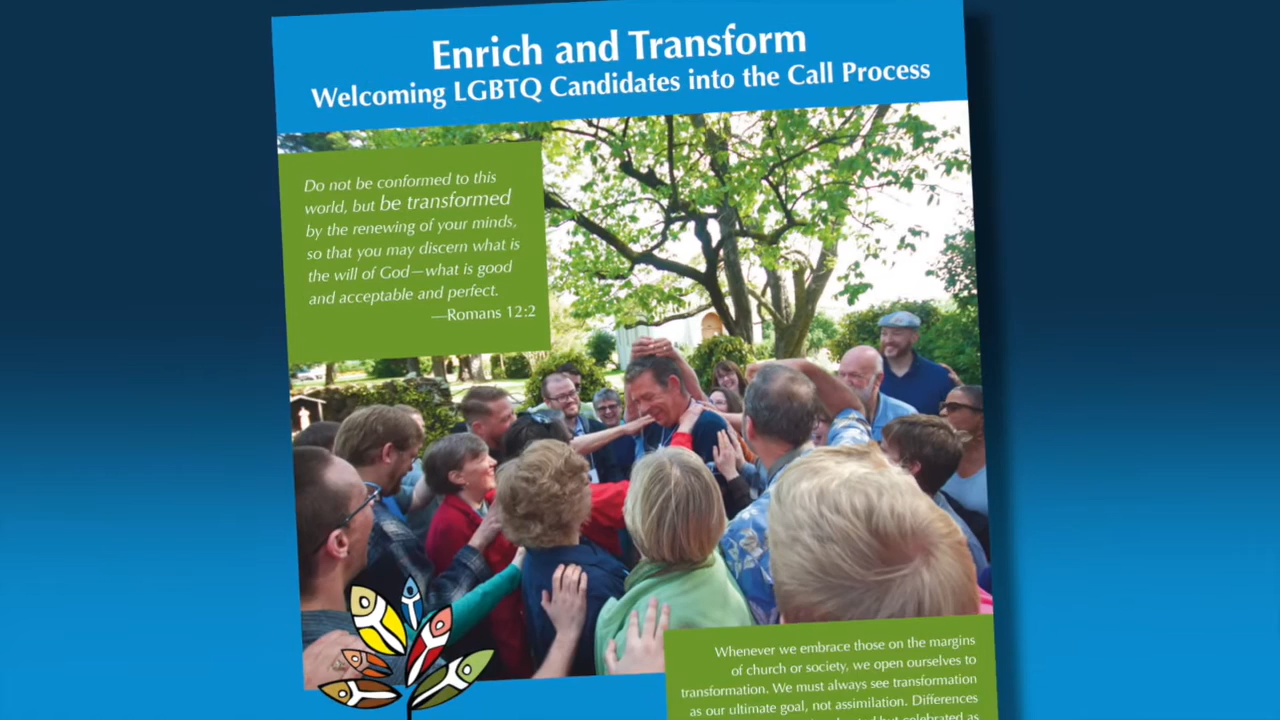 Enrich and Transform
Welcoming LGBTQ Candidates into the Call Process
Do not be conformed to this
world, but be transformed
by the renewing of your minds,
so that you may discern what is
the will of God—what is good
and acceptable and perfect.
—Romans 12:2
Whenever we embrace those on the margins
of church or society, we open ourselves to
transformation. We must always see transformation
as our ultimate goal, not assimilation. Differences
but celebrated as